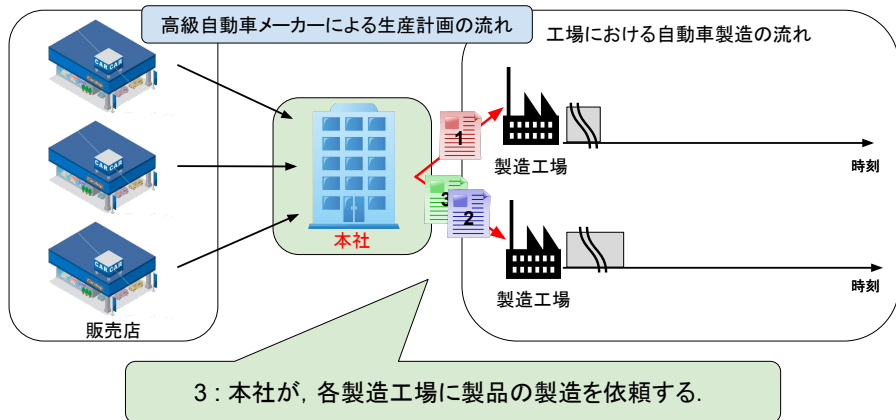 高級自動車メーカーによる生産計画の流れ
工場における自動車製造の流れ
CAR CAR
CAR CAR
CAR CAR
1
3
2
本社
製造工場
時刻
製造工場
時刻
販売店
3 : 本社が, 各製造工場に製品の製造を依頼する.